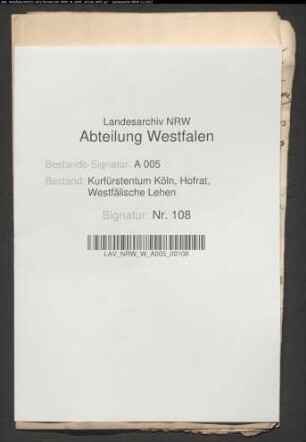 Landesarchiv NRW
Abteilung Westfalen
Bestands-Signatur: A 005
Bestand: Kurfürstentum Köln, Hofrat,
Westfälische Lehen
Signatur: Nr. 108
LAV_NRW_W_A005_00108